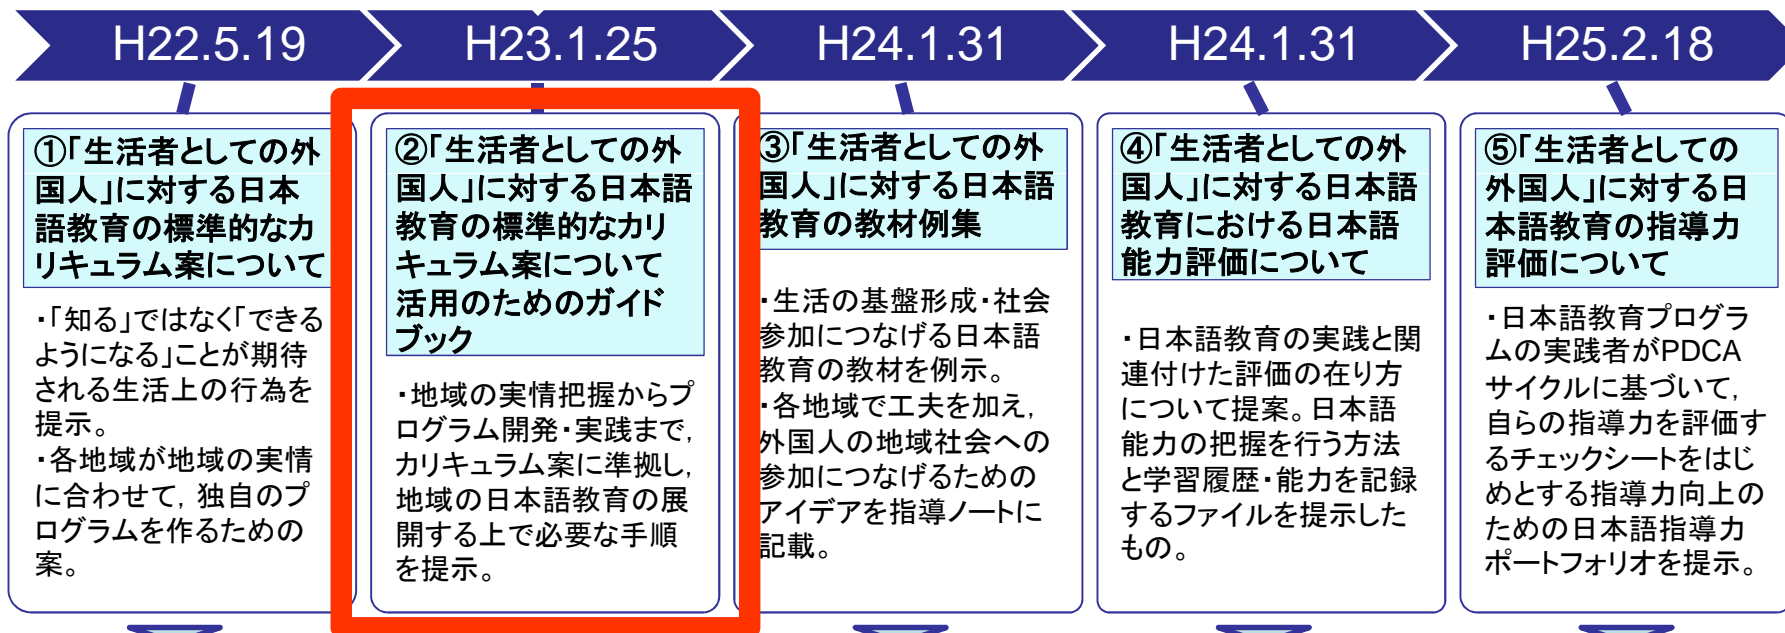 H22.5.19
H23.1.25
H24.1.31
H24.1.31
H25.2.18
①「生活者としての外
国人」に対する日本
語教育の標準的なカ
リキュラム案について
・「知る」ではなく「できる
ようになる」ことが期待
される生活上の行為を
提示。
・各地域が地域の実情
に合わせて，独自のプ
ログラムを作るための
案。
②「生活者としての外
国人」に対する日本語
教育の標準的なカリ
キュラム案について
活用のためのガイド
ブック
・地域の実情把握からプ
ログラム開発・実践まで，
カリキュラム案に準拠し，
地域の日本語教育の展
開する上で必要な手順
を提示。
③「生活者としての外
国人」に対する日本語
教育の教材例集
・生活の基盤形成・社会
参加につなげる日本語
教育の教材を例示。
・各地域で工夫を加え，
外国人の地域社会への
参加につなげるための
アイデアを指導ノートに
記載。
④「生活者としての外
国人」に対する日本語
教育における日本語
能力評価について
・日本語教育の実践と関
連付けた評価の在り方
について提案。日本語
能力の把握を行う方法
と学習履歴・能力を記録
するファイルを提示した
もの。
⑤「生活者としての
外国人」に対する日
本語教育の指導力
評価について
・日本語教育プログラ
ムの実践者がPDCA
サイクルに基づいて，
自らの指導力を評価す
るチェックシートをはじ
めとする指導力向上の
ための日本語指導力
ポートフォリオを提示。